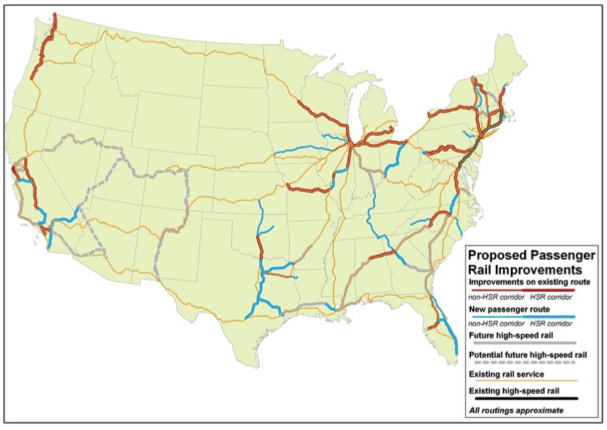 Proposed Passenger
Rail Improvements
Improvements on existing route
non-HSR corridor HSR corridor
New passenger route
non-HSR corridor HSR corridor
Future high-speed rail
Potential future high-speed rail
Existing rail service
Existing high-speed rail
All routings approximate